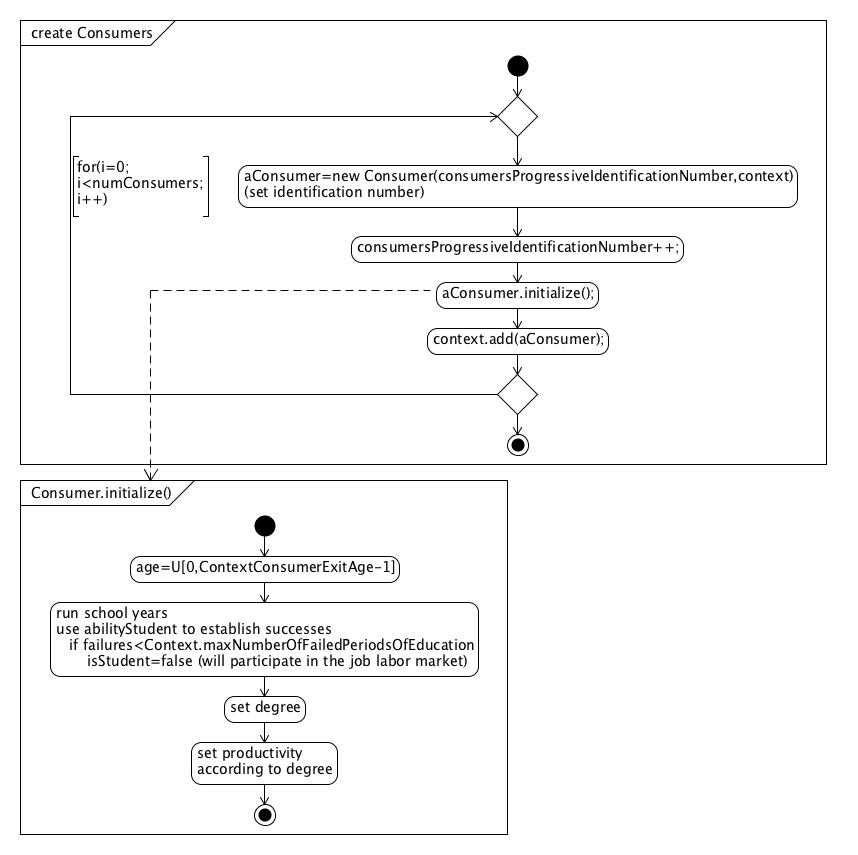 create Consumers
for(i=0;
i<numConsumers;
i++)
aConsumer=new Consumer(consumersProgressiveIdentificationNumber,context)
(set identification number)
consumersProgressiveIdentificationNumber++;
aConsumer.initialize();
context.add(aConsumer);
Consumer.initialize()
age=U[0,ContextConsumerExitAge-1]
run school years
use abilityStudent to establish successes
if failures<Context.maxNumberOfFailedPeriodsOfEducation
isStudent=false (will participate in the job labor market)
set degree
set productivity
according to degree